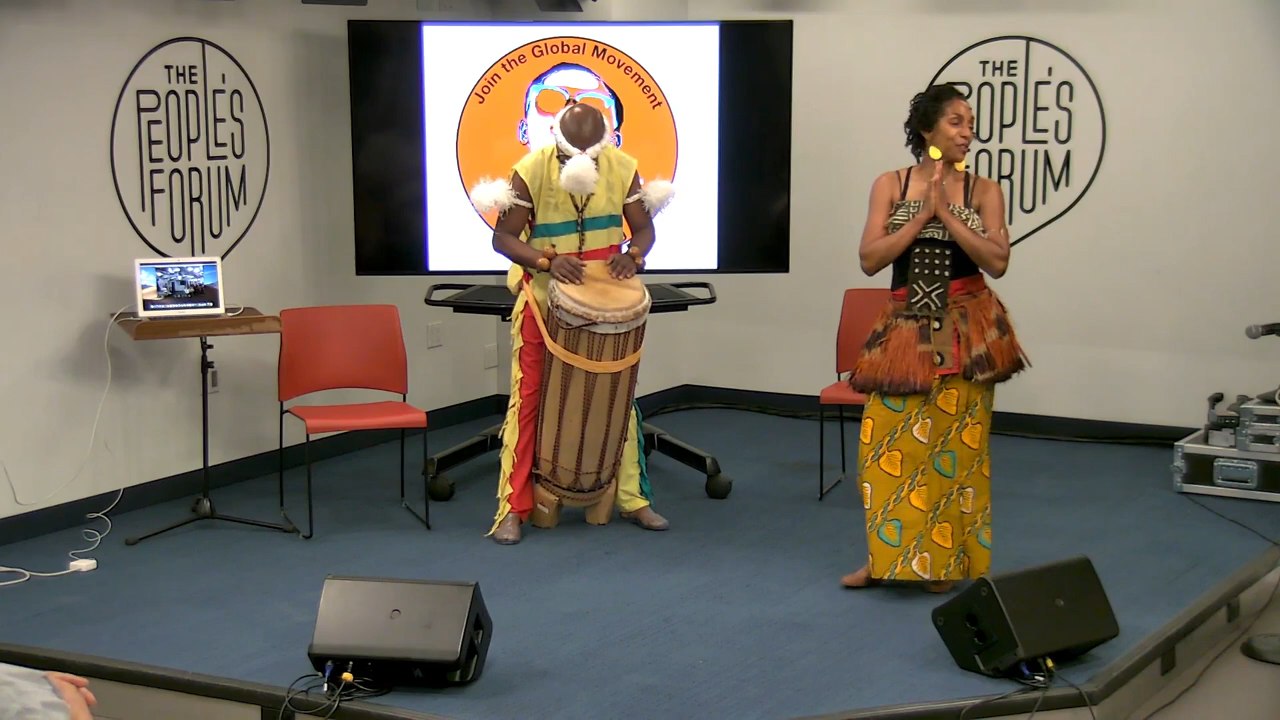 THE
PEOPLE'S
FORUM
Join the Global Movement
THE
PEOPLE'S
FORUM